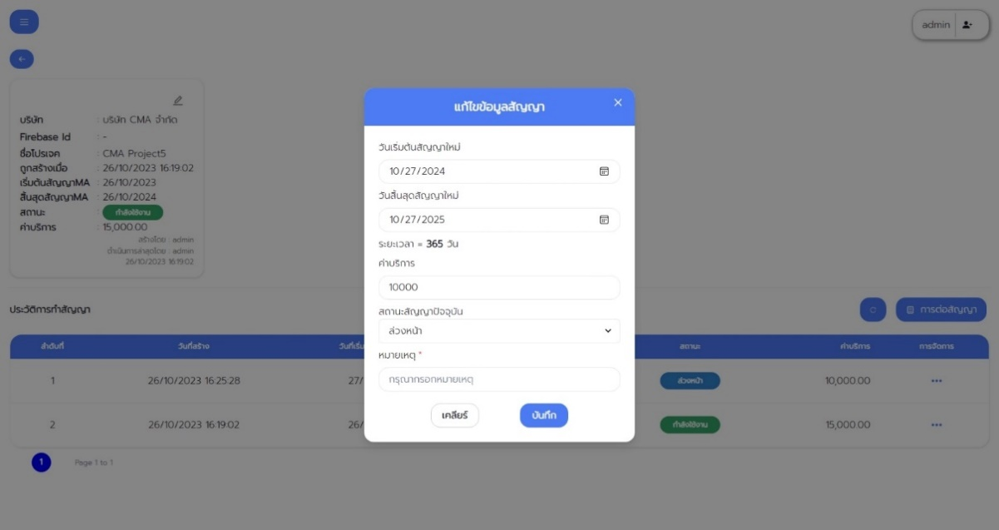 admin
บริษัท : บริษัท CMA จำกัด
Firebase Id : -
ชื่อโปรเจค : CMA Project5
ถูกสร้างเมื่อ : 26/10/2023 16:19:02
เริ่มต้นสัญญาMA : 26/10/2023
สิ้นสุดสัญญาMA : 26/10/2024
สถานะ : กำลังใช้งาน
ค่าบริการ : 15,000.00
สร้างโดย : admin
ดำเนินการล่าสุดโดย : admin
26/10/2023 16:19:02
แก้ไขข้อมูลสัญญา
วันเริ่มต้นสัญญาใหม่
10/27/2024
วันสิ้นสุดสัญญาใหม่
10/27/2025
ระยะเวลา = 365 วัน
ค่าบริการ
10000
สถานะสัญญาปัจจุบัน
ล่วงหน้า
หมายเหตุ *
กรุณากรอกหมายเหตุ
เคลียร์ บันทึก
ประวัติการทำสัญญา การต่อสัญญา
ลำดับที่ วันที่สร้าง วันที่เริ่ม สถานะ ค่าบริการ การจัดการ
1 26/10/2023 16:25:28 27/ ล่วงหน้า 10,000.00
2 26/10/2023 16:19:02 26/ กำลังใช้งาน 15,000.00
1 Page 1 to 1